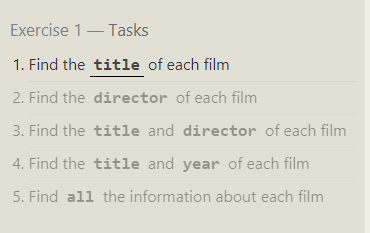 Exercise 1 — Tasks
1. Find the title of each film
2. Find the director of each film
3. Find the title and director of each film
4. Find the title and year of each film
5. Find all the information about each film